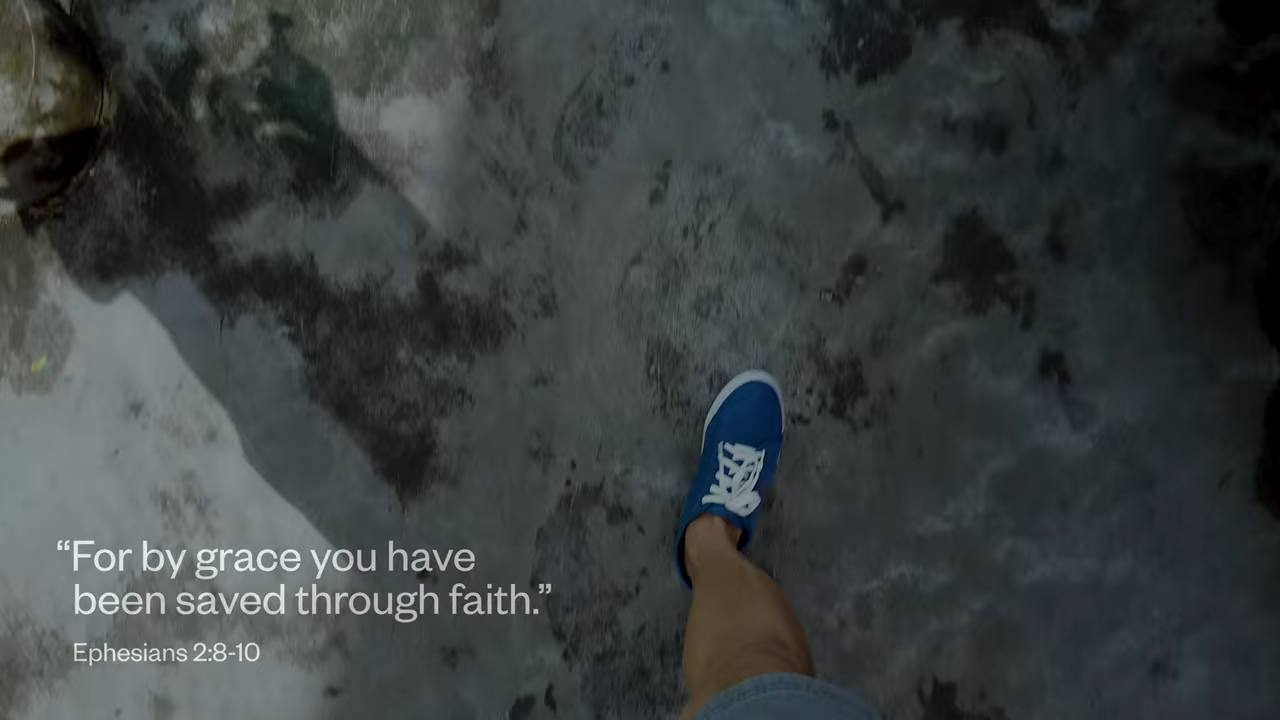 “For by grace you have
been saved through faith.”
Ephesians 2:8-10